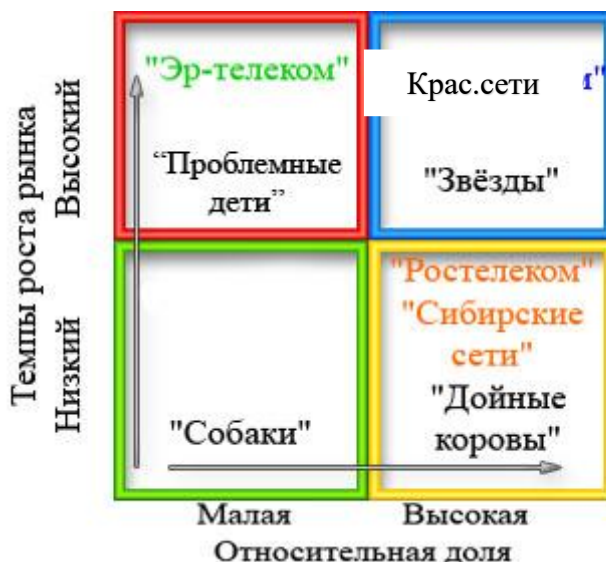 "Эр-телеком"
Крас.сети
“Проблемные
дети”
"Звёзды"
"Ростелеком"
"Сибирские
сети"
"Собаки"
"Дойные
коровы"
Темпы роста рынка
Высокий
Низкий
Малая
Высокая
Относительная доля